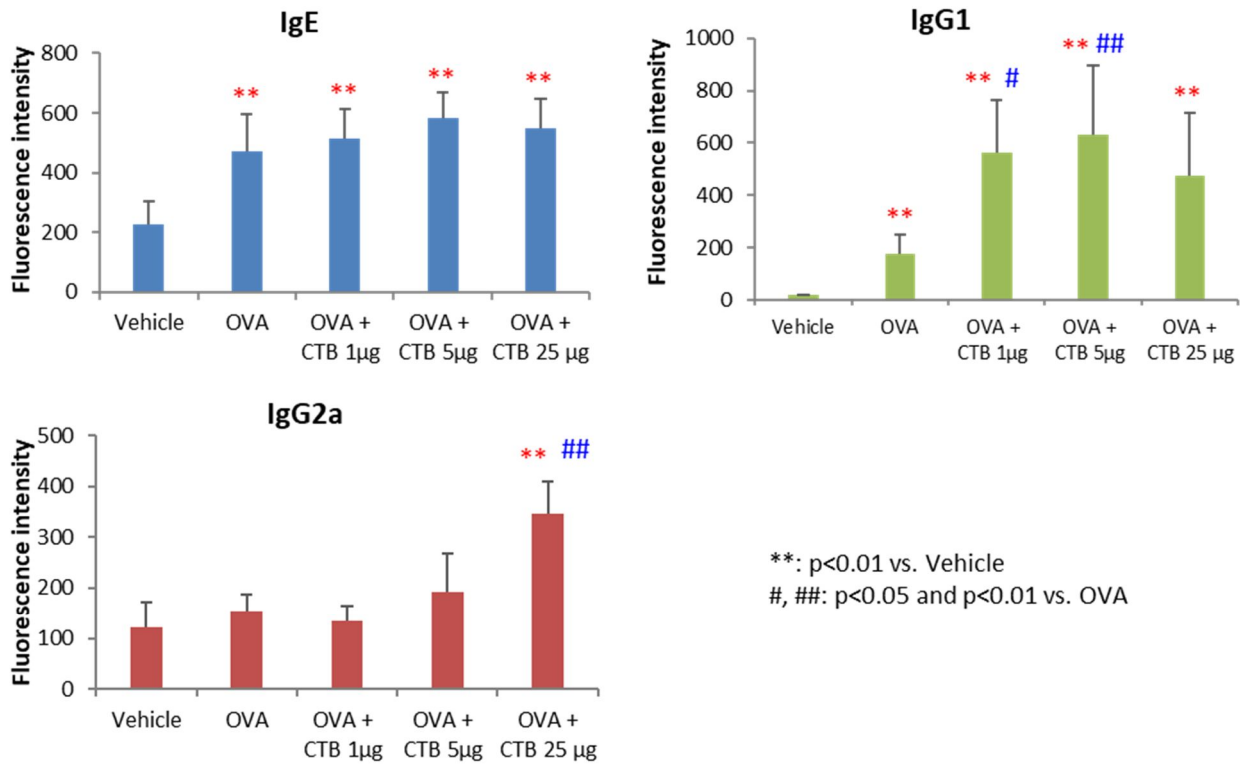 IgE
Fluorescence intensity
800
600
400
200
0
**
**
**
**
Vehicle
OVA
OVA +
CTB 1µg
OVA +
CTB 5µg
OVA +
CTB 25 µg
IgG1
Fluorescence intensity
1000
800
600
400
200
0
**
** #
** ##
**
Vehicle
OVA
OVA +
CTB 1µg
OVA +
CTB 5µg
OVA +
CTB 25 µg
IgG2a
Fluorescence intensity
500
400
300
200
100
0
** ##
Vehicle
OVA
OVA +
CTB 1µg
OVA +
CTB 5µg
OVA +
CTB 25 µg
**: p<0.01 vs. Vehicle
#, ##: p<0.05 and p<0.01 vs. OVA